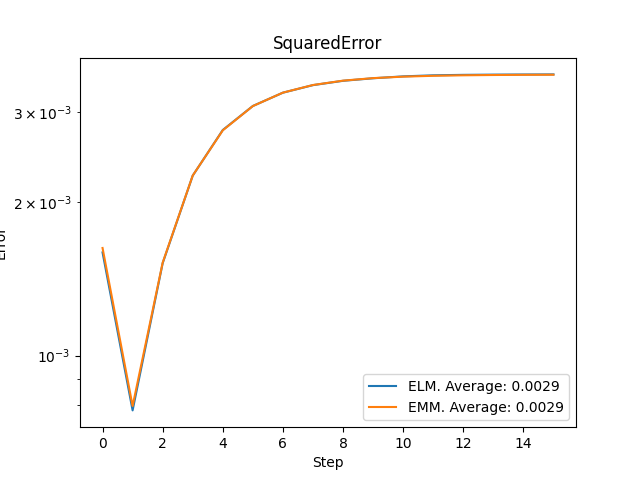 SquaredError
3 × 10⁻³
2 × 10⁻³
10⁻³
Error
0 2 4 6 8 10 12 14
Step
ELM. Average: 0.0029
EMM. Average: 0.0029